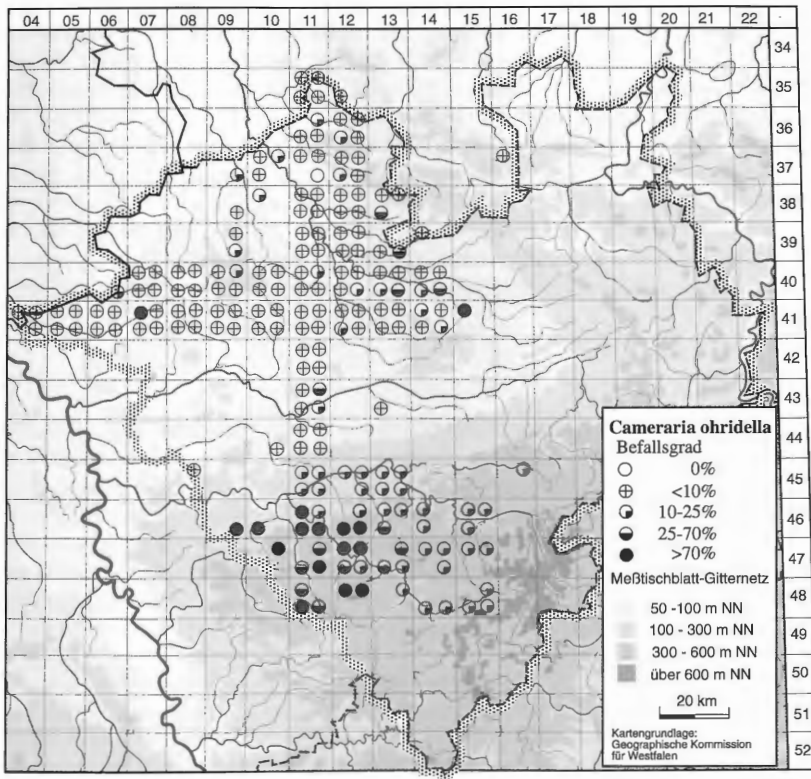 04 05 06 07 08 09 10 11 12 13 14 15 16 17 18 19 20 21 22
34
35
36
37
38
39
40
41
42
43
44
45
46
47
48
49
50
51
52
Cameraria ohridella
Befallsgrad
0%
<10%
10-25%
25-70%
>70%
Meßtischblatt-Gitternetz
50 -100 m NN
100 - 300 m NN
300 - 600 m NN
über 600 m NN
20 km
Kartengrundlage:
Geographische Kommission
für Westfalen